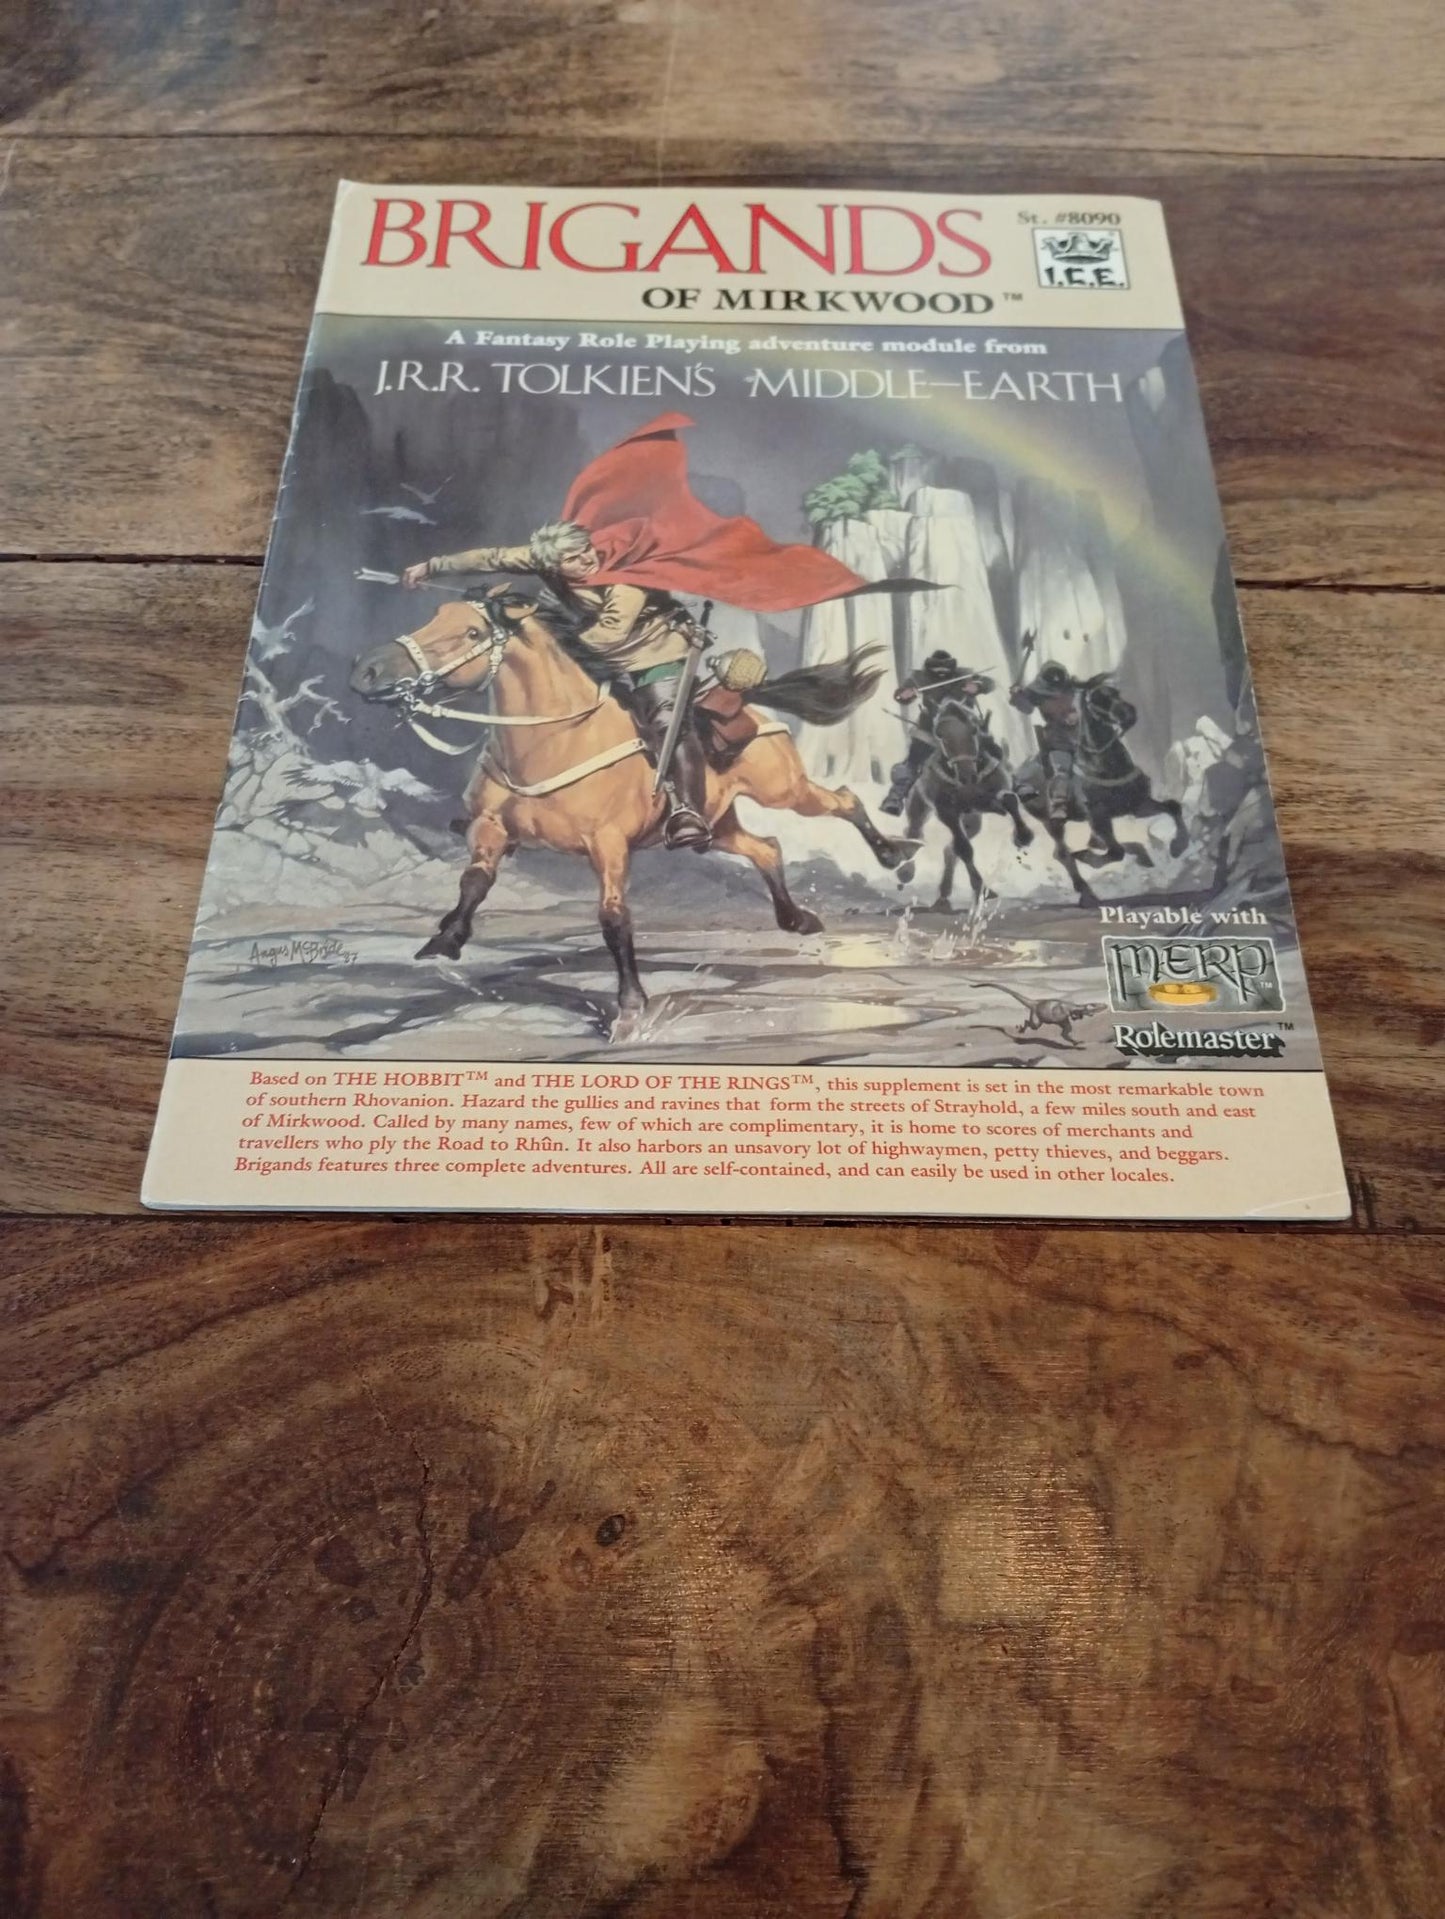 BRIGANDS
St. #8090
I.C.E.
OF MIRKWOOD™
A Fantasy Role Playing adventure module from
J.R.R. TOLKIEN'S MIDDLE-EARTH
Angus McBride '87
Playable with
MERP™
Rolemaster™
Based on THE HOBBIT™ and THE LORD OF THE RINGS™, this supplement is set in the most remarkable town
of southern Rhovanion. Hazard the gullies and ravines that form the streets of Strayhold, a few miles south and east
of Mirkwood. Called by many names, few of which are complimentary, it is home to scores of merchants and
travellers who ply the Road to Rhûn. It also harbors an unsavory lot of highwaymen, petty thieves, and beggars.
Brigands features three complete adventures. All are self-contained, and can easily be used in other locales.